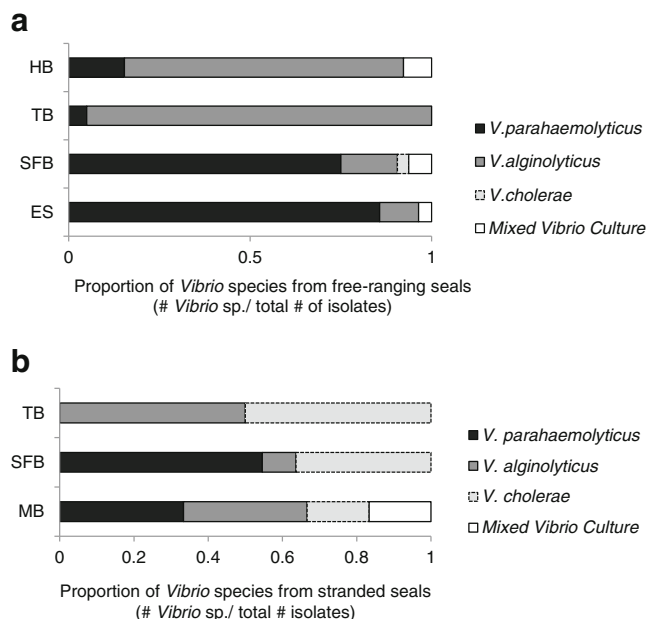 a
HB
TB
SFB
ES
0
0.5
1
V.parahaemolyticus
V.alginolyticus
V.cholerae
Mixed Vibrio Culture
Proportion of Vibrio species from free-ranging seals
(# Vibrio sp./ total # of isolates)
b
TB
SFB
MB
0
0.2
0.4
0.6
0.8
1
V. parahaemolyticus
V. alginolyticus
V. cholerae
Mixed Vibrio Culture
Proportion of Vibrio species from stranded seals
(# Vibrio sp./ total # isolates)